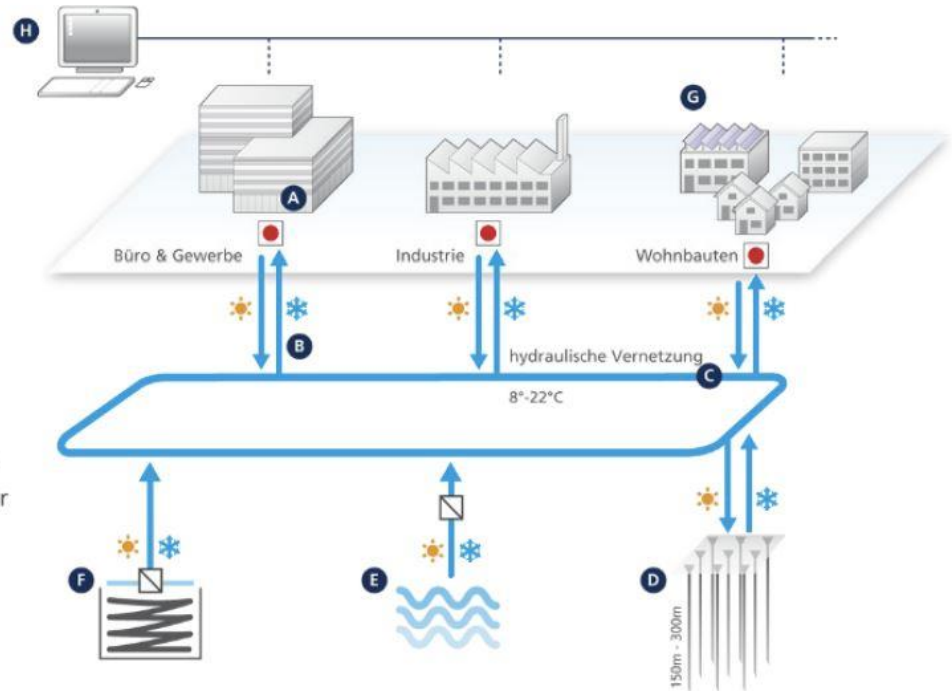 H
G
A
Büro & Gewerbe
Industrie
Wohnbauten
B
hydraulische Vernetzung
C
8°-22°C
r
F
E
D
150m - 300m